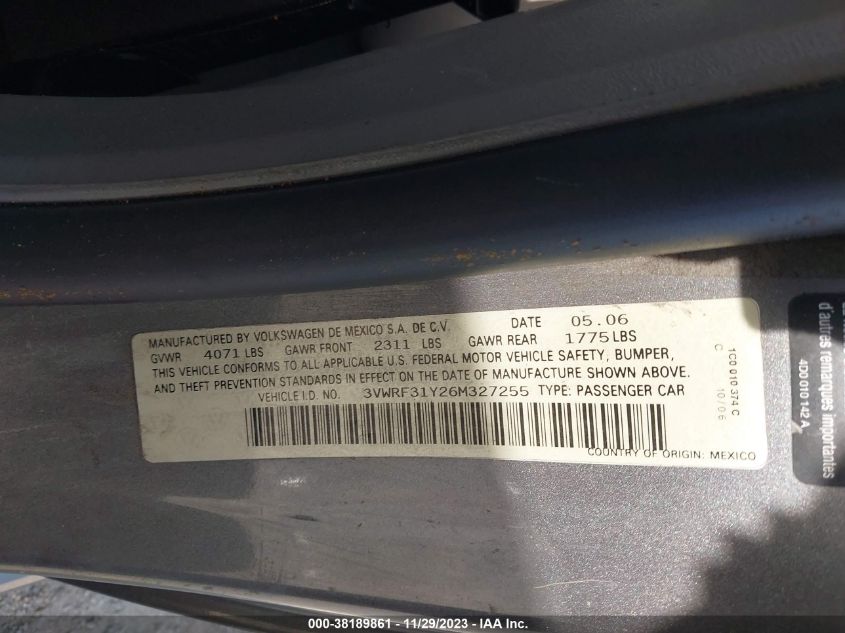 MANUFACTURED BY VOLKSWAGEN DE MEXICO S.A. DE C.V. DATE 05.06
GVWR 4071 LBS GAWR FRONT 2311 LBS GAWR REAR 1775 LBS
THIS VEHICLE CONFORMS TO ALL APPLICABLE U.S. FEDERAL MOTOR VEHICLE SAFETY, BUMPER,
AND THEFT PREVENTION STANDARDS IN EFFECT ON THE DATE OF MANUFACTURE SHOWN ABOVE.
VEHICLE I.D. NO. 3VWRF31Y26M327255 TYPE: PASSENGER CAR
COUNTRY OF ORIGIN: MEXICO
1C0 010 374 C
C 10/06
d'autres remarques importantes
4D0 010 142 A
000-38189861 - 11/29/2023 - IAA Inc.